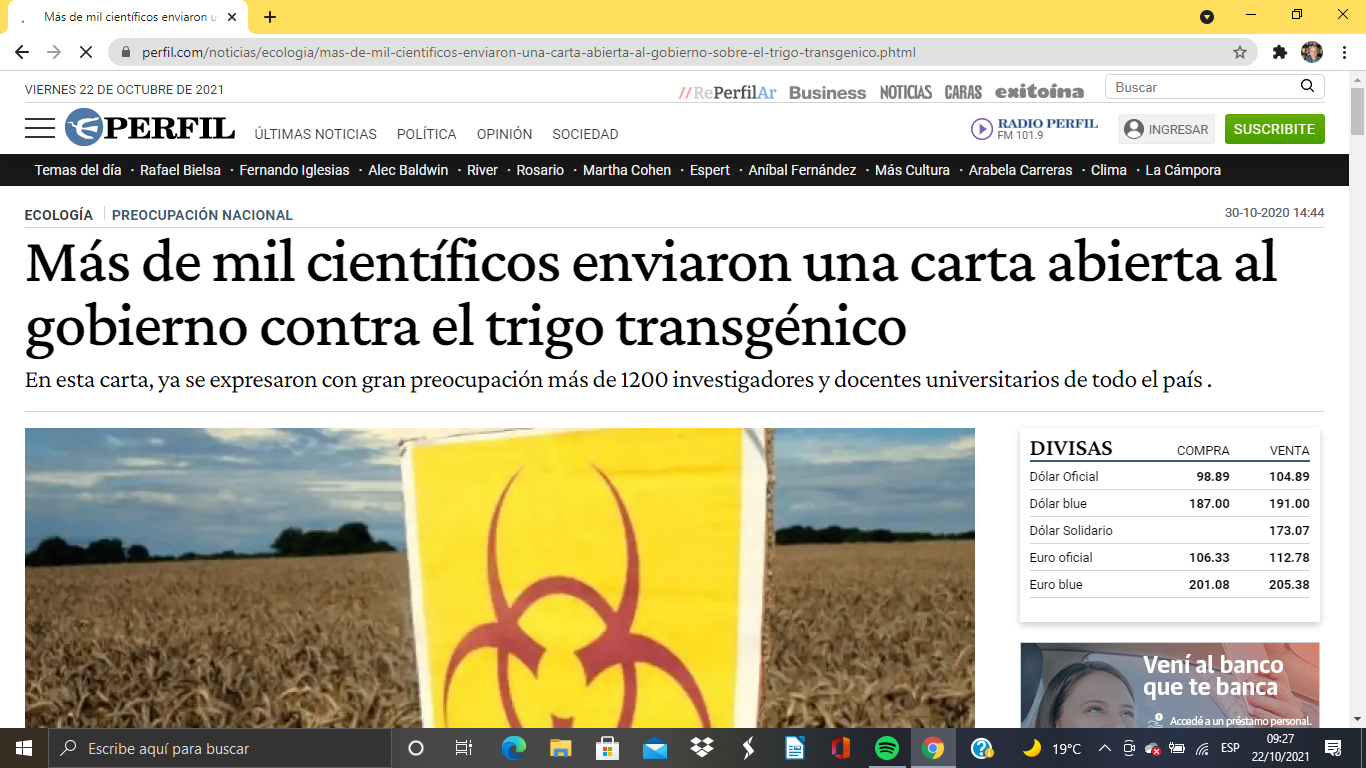 Más de mil científicos enviaron u
perfil.com/noticias/ecologia/mas-de-mil-cientificos-enviaron-una-carta-abierta-al-gobierno-sobre-el-trigo-transgenico.phtml
VIERNES 22 DE OCTUBRE DE 2021
//RePerfilAr Business NOTICIAS CARAS exitoína
Buscar
PERFIL
ÚLTIMAS NOTICIAS POLÍTICA OPINIÓN SOCIEDAD
RADIO PERFIL
FM 101.9
INGRESAR
SUSCRIBITE
Temas del día · Rafael Bielsa · Fernando Iglesias · Alec Baldwin · River · Rosario · Martha Cohen · Espert · Aníbal Fernández · Más Cultura · Arabela Carreras · Clima · La Cámpora
ECOLOGÍA PREOCUPACIÓN NACIONAL
30-10-2020 14:44
Más de mil científicos enviaron una carta abierta al
gobierno contra el trigo transgénico
En esta carta, ya se expresaron con gran preocupación más de 1200 investigadores y docentes universitarios de todo el país .
DIVISAS COMPRA VENTA
Dólar Oficial 98.89 104.89
Dólar blue 187.00 191.00
Dólar Solidario 173.07
Euro oficial 106.33 112.78
Euro blue 201.08 205.38
Vení al banco
que te banca
Accedé a un préstamo personal.
Escribe aquí para buscar
19°C
ESP
09:27
22/10/2021